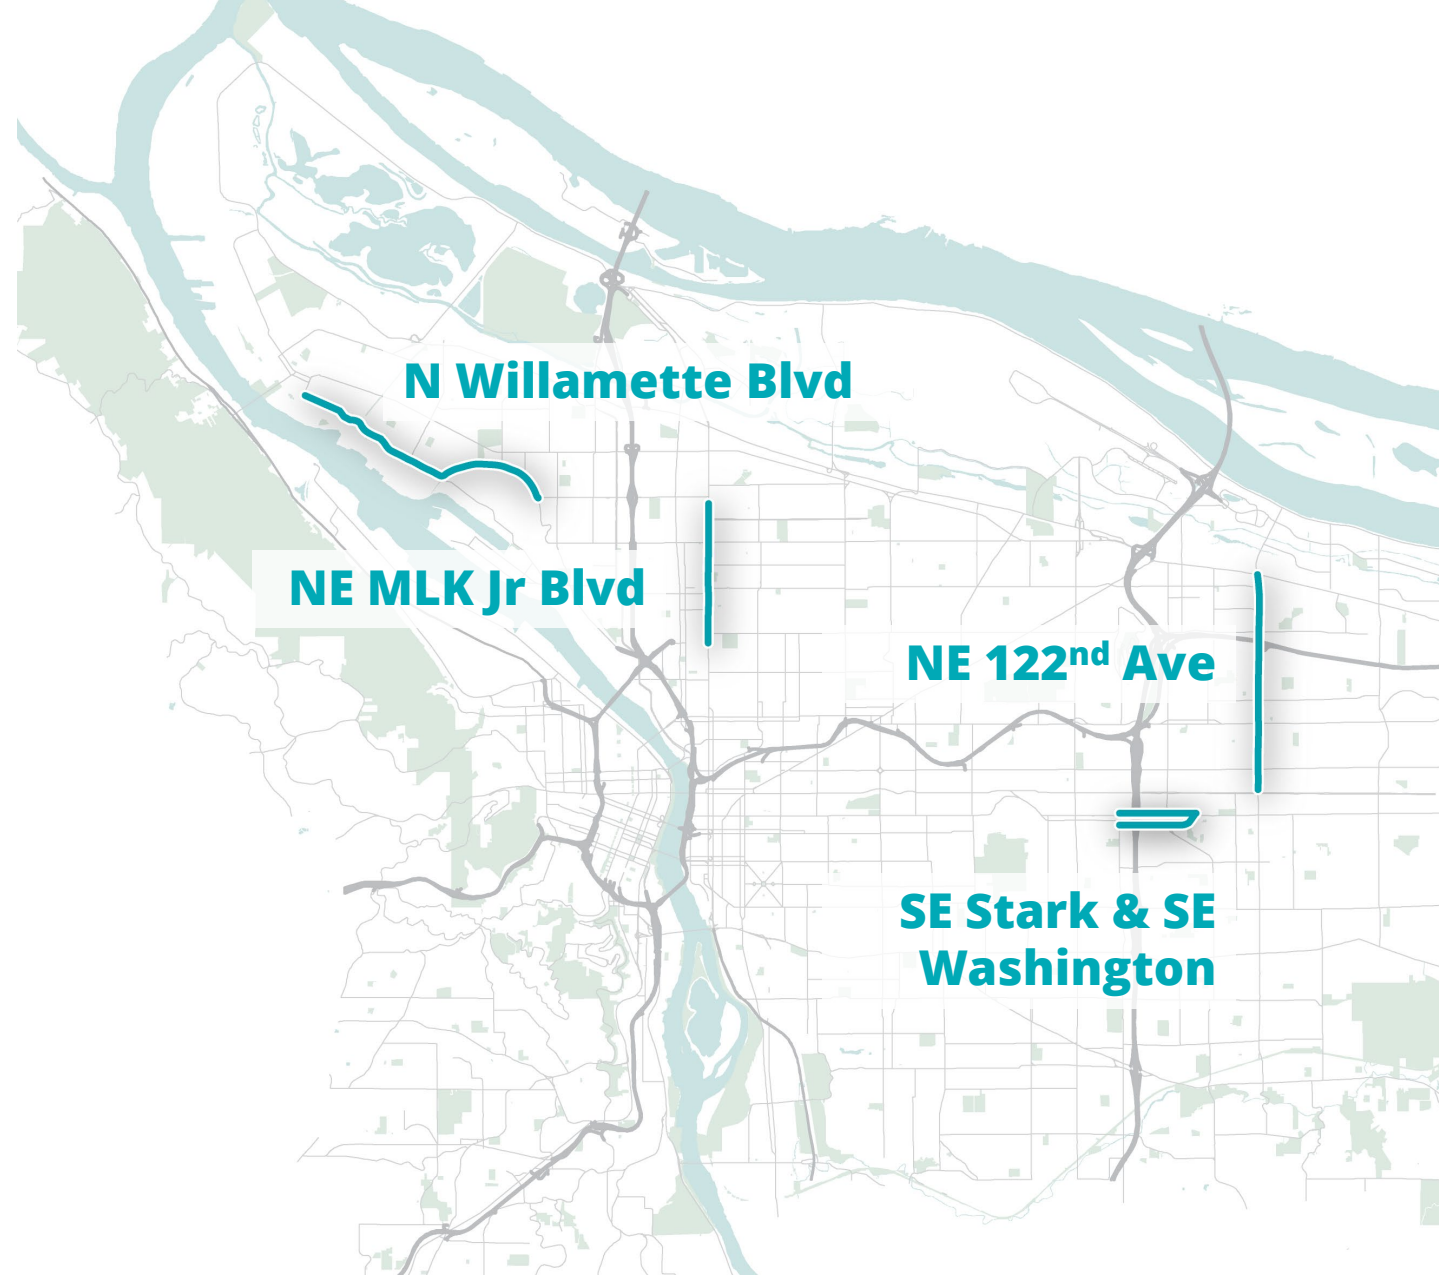 N Willamette Blvd
NE MLK Jr Blvd
NE 122nd Ave
SE Stark & SE
Washington